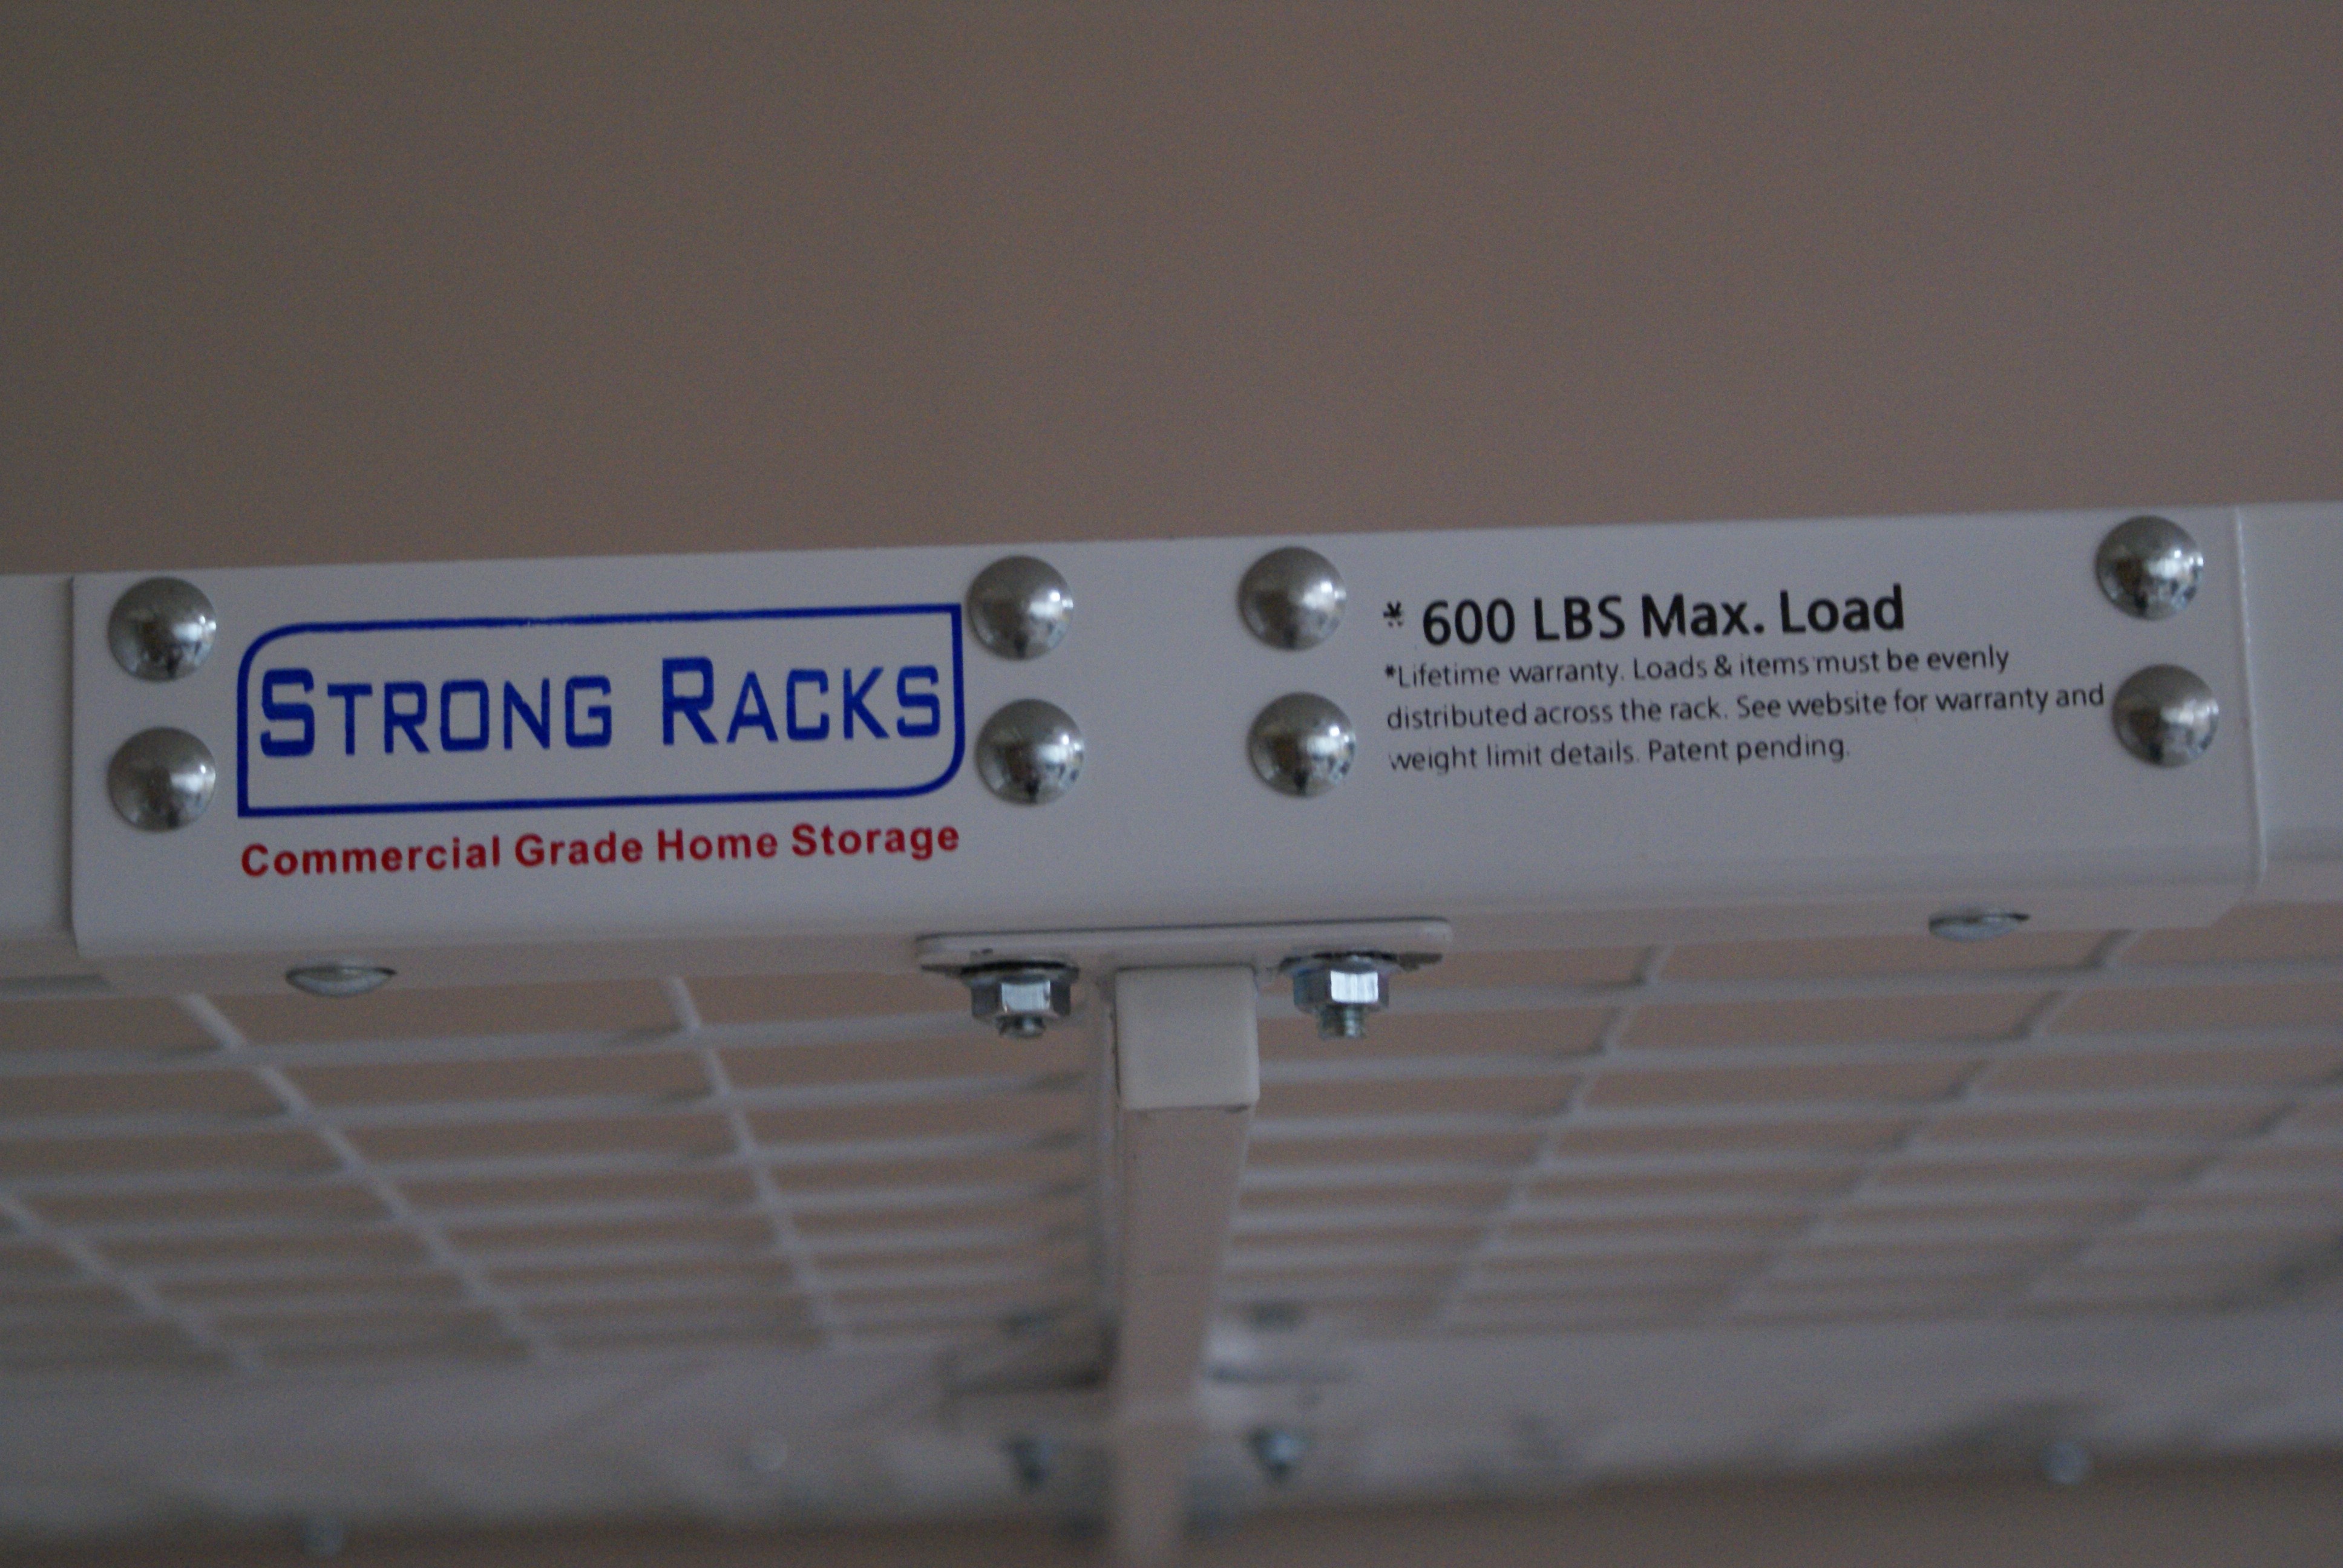 STRONG RACKS
Commercial Grade Home Storage
* 600 LBS Max. Load
*Lifetime warranty. Loads & items must be evenly
distributed across the rack. See website for warranty and
weight limit details. Patent pending.